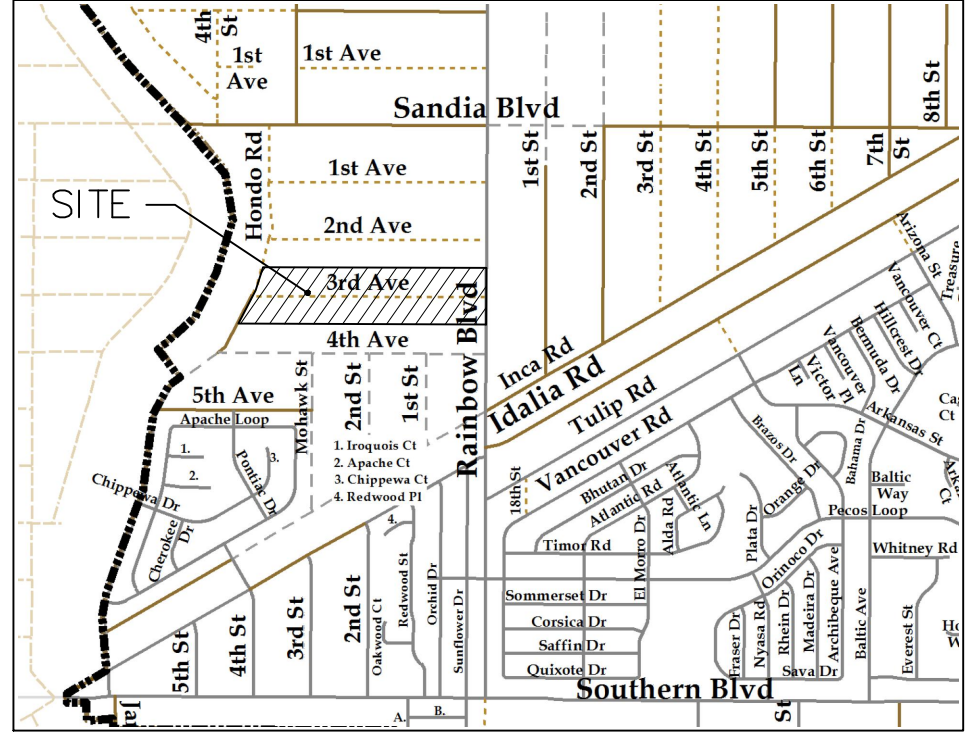 4th
St
1st
Ave
1st Ave
Sandia Blvd
8th St
Hondo Rd
1st Ave
1st St
2nd St
3rd St
4th St
5th St
6th St
7th
St
SITE
2nd Ave
3rd Ave
4th Ave
Rainbow Blvd
Inca Rd
Idalia Rd
Tulip Rd
Vancouver Rd
Arizona St
Treasure
Vancouver Ct
Hillcrest Dr
Bermuda Dr
Vancouver
Pl
Victor
Ln
Arkansas St
Ct
5th Ave
Mohawk St
2nd St
1st St
Apache Loop
1.
2.
3.
Pontiac Dr
Chippewa Dr
Cherokee
Dr
1. Iroquois Ct
2. Apache Ct
3. Chippewa Ct
4. Redwood Pl
18th St
Bhutan Dr
Atlantic Rd
Atlantic Ln
Alda Rd
El Morro Dr
Timor Rd
Brazos Dr
Orange Dr
Bahama Dr
Plata Dr
Baltic
Way
Ct
Pecos Loop
Whitney Rd
Orinoco Dr
4.
Redwood St
Orchid Dr
Oakwood Ct
Sunflower Dr
5th St
4th St
3rd St
2nd St
Sommerset Dr
Corsica Dr
Saffin Dr
Quixote Dr
Fraser Dr
Nyasa Rd
Rhein Dr
Madeira Dr
Archibeque Ave
Baltic Ave
Everest St
Sava Dr
Southern Blvd
St
A.
B.